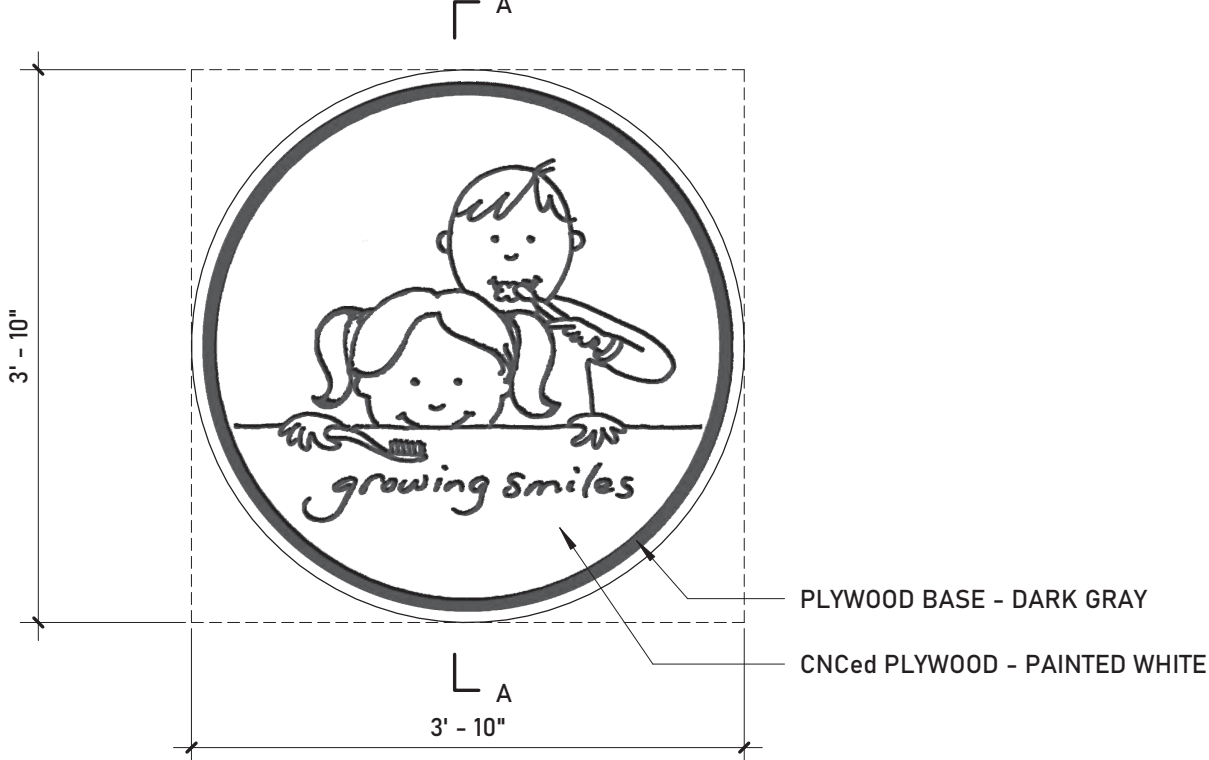 A
3' - 10"
growing smiles
PLYWOOD BASE - DARK GRAY
CNCed PLYWOOD - PAINTED WHITE
A
3' - 10"